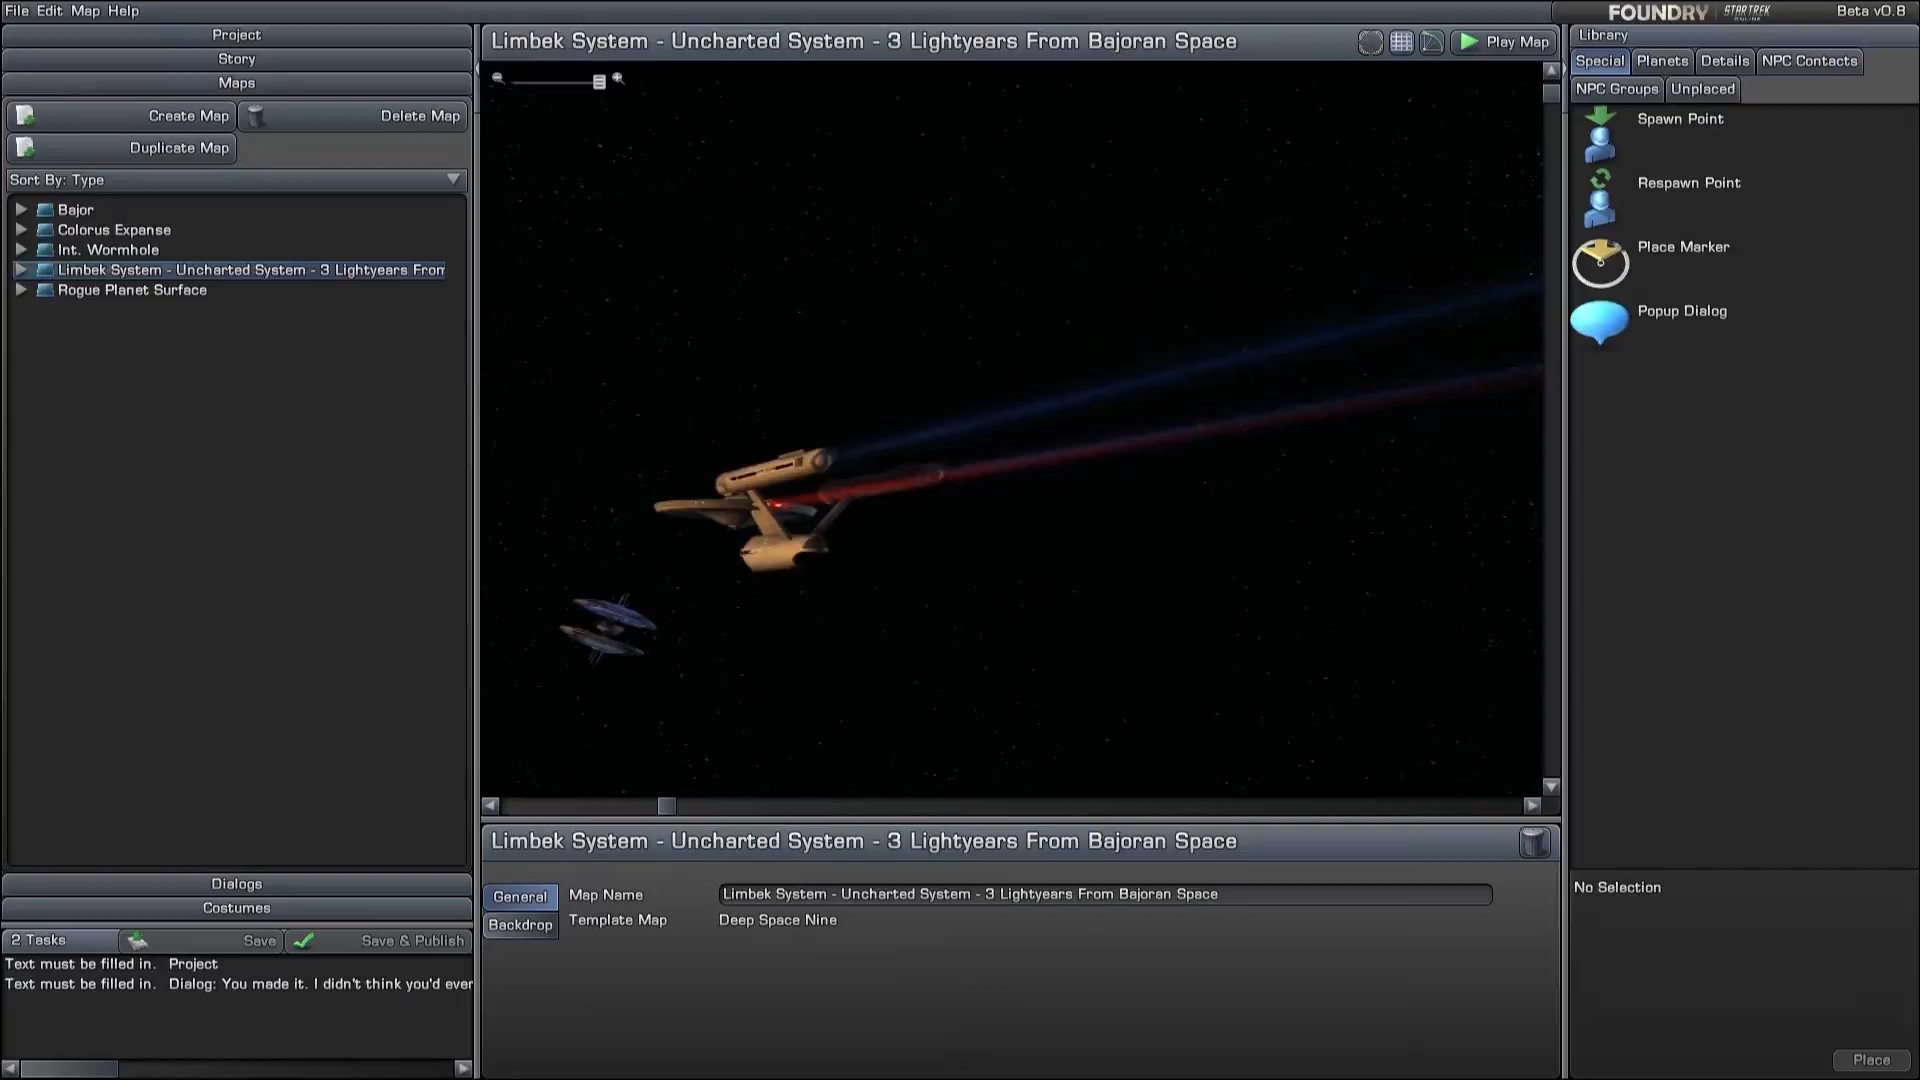 File Edit Map Help
FOUNDRY STAR TREK ONLINE Beta v0.8
Project
Story
Maps
Create Map
Delete Map
Duplicate Map
Sort By: Type
Bajor
Colorus Expanse
Int. Wormhole
Limbek System - Uncharted System - 3 Lightyears From
Rogue Planet Surface
Dialogs
Costumes
2 Tasks
Save
Save & Publish
Text must be filled in. Project
Text must be filled in. Dialog: You made it. I didn't think you'd ever
Limbek System - Uncharted System - 3 Lightyears From Bajoran Space
Play Map
Limbek System - Uncharted System - 3 Lightyears From Bajoran Space
General
Backdrop
Map Name Limbek System - Uncharted System - 3 Lightyears From Bajoran Space
Template Map Deep Space Nine
Library
Special Planets Details NPC Contacts
NPC Groups Unplaced
Spawn Point
Respawn Point
Place Marker
Popup Dialog
No Selection
Place